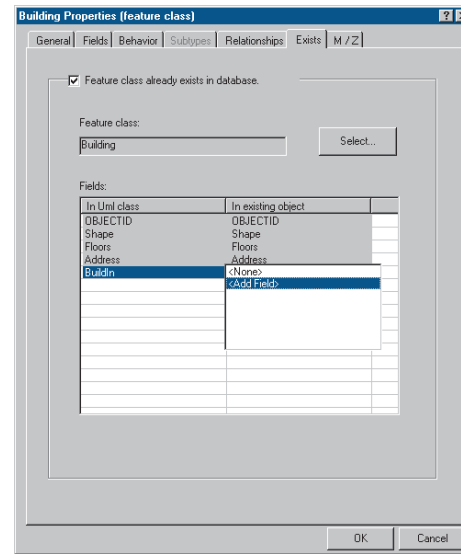 Building Properties (feature class)
General Fields Behavior Subtypes Relationships Exists M / Z
Feature class already exists in database.
Feature class:
Building
Select...
Fields:
In Uml class In existing object
OBJECTID OBJECTID
Shape Shape
Floors Floors
Address Address
BuildIn <None>
<Add Field>
OK Cancel